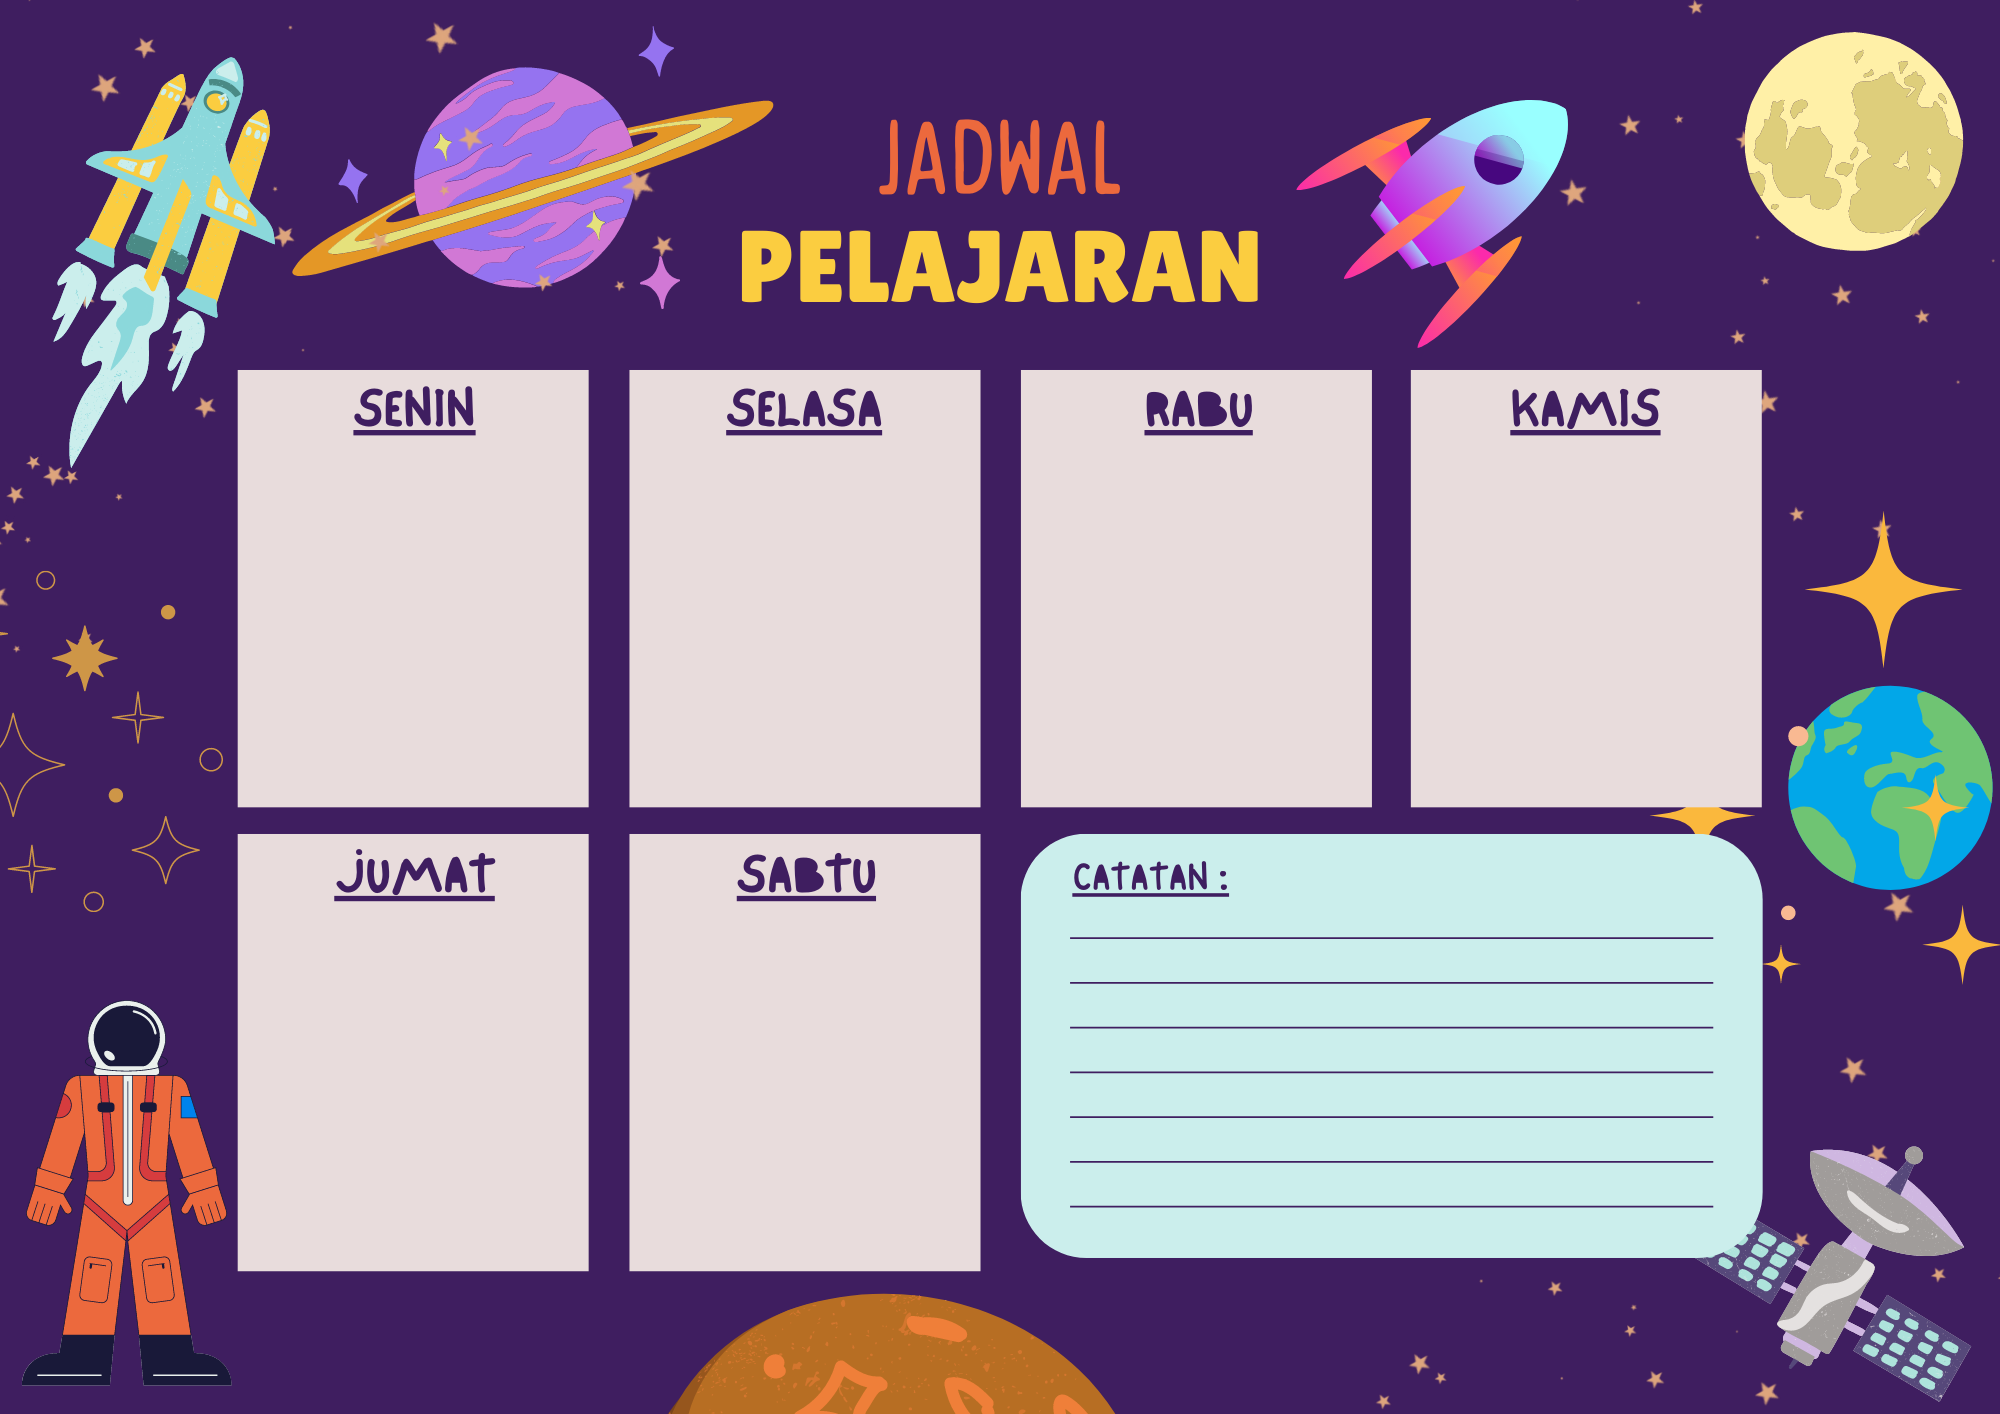 JADWAL
PELAJARAN
SENIN
SELASA
RABU
KAMIS
JUMAT
SABTU
CATATAN :